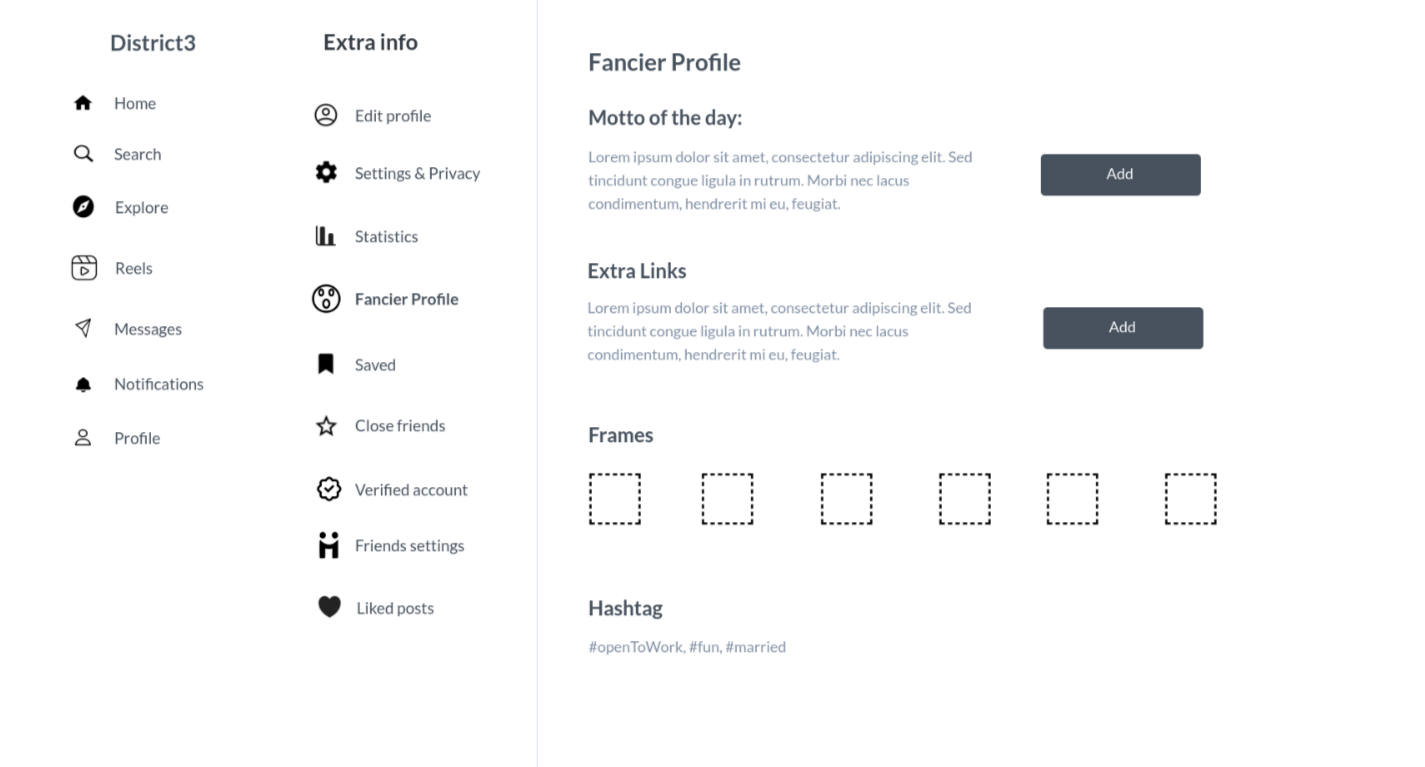 District3
Home
Search
Explore
Reels
Messages
Notifications
Profile
Extra info
Edit profile
Settings & Privacy
Statistics
Fancier Profile
Saved
Close friends
Verified account
Friends settings
Liked posts
Fancier Profile
Motto of the day:
Lorem ipsum dolor sit amet, consectetur adipiscing elit. Sed
tincidunt congue ligula in rutrum. Morbi nec lacus
condimentum, hendrerit mi eu, feugiat.
Add
Extra Links
Lorem ipsum dolor sit amet, consectetur adipiscing elit. Sed
tincidunt congue ligula in rutrum. Morbi nec lacus
condimentum, hendrerit mi eu, feugiat.
Add
Frames
Hashtag
#openToWork, #fun, #married